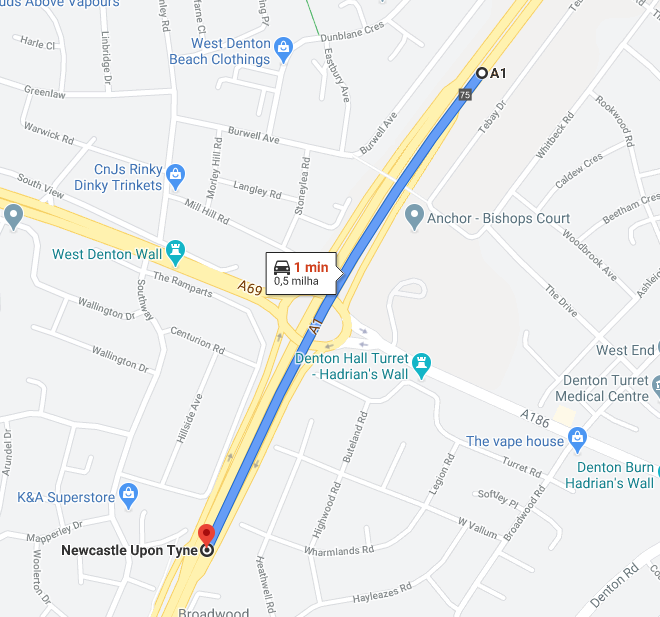 uds Above Vapours
Harle Cl
Linbridge Dr
West Denton
Beach Clothings
Dunblane Cres
Eastbury Ave
A1
75
Greenlaw
Warwick Rd
Burwell Ave
Burwell Ave
Tebay Dr
Rookwood Rd
Whitbeck Rd
Caldew Cres
CnJs Rinky
Dinky Trinkets
Morley Hill Rd
Langley Rd
Stoneylea Rd
South View
Mill Hill Rd
Anchor - Bishops Court
Beetham Cres
Woodbrook Ave
West Denton Wall
The Ramparts
A69
1 min
0,5 milha
The Drive
Southway
Wallington Dr
Wallington Dr
Centurion Rd
A1
Denton Hall Turret
- Hadrian's Wall
West End
Denton Turret
Medical Centre
A186
Hillside Ave
Arundel Dr
Buteland Rd
The vape house
Turret Rd
Denton Burn
Hadrian's Wall
Legion Rd
Softley Pl
K&A Superstore
Highwood Rd
W Vallum
Broadwood Rd
Mapperley Dr
Newcastle Upon Tyne
Wharmlands Rd
Woolerton Dr
Heathwell Rd
Hayleazes Rd
Denton Rd
Broadwood